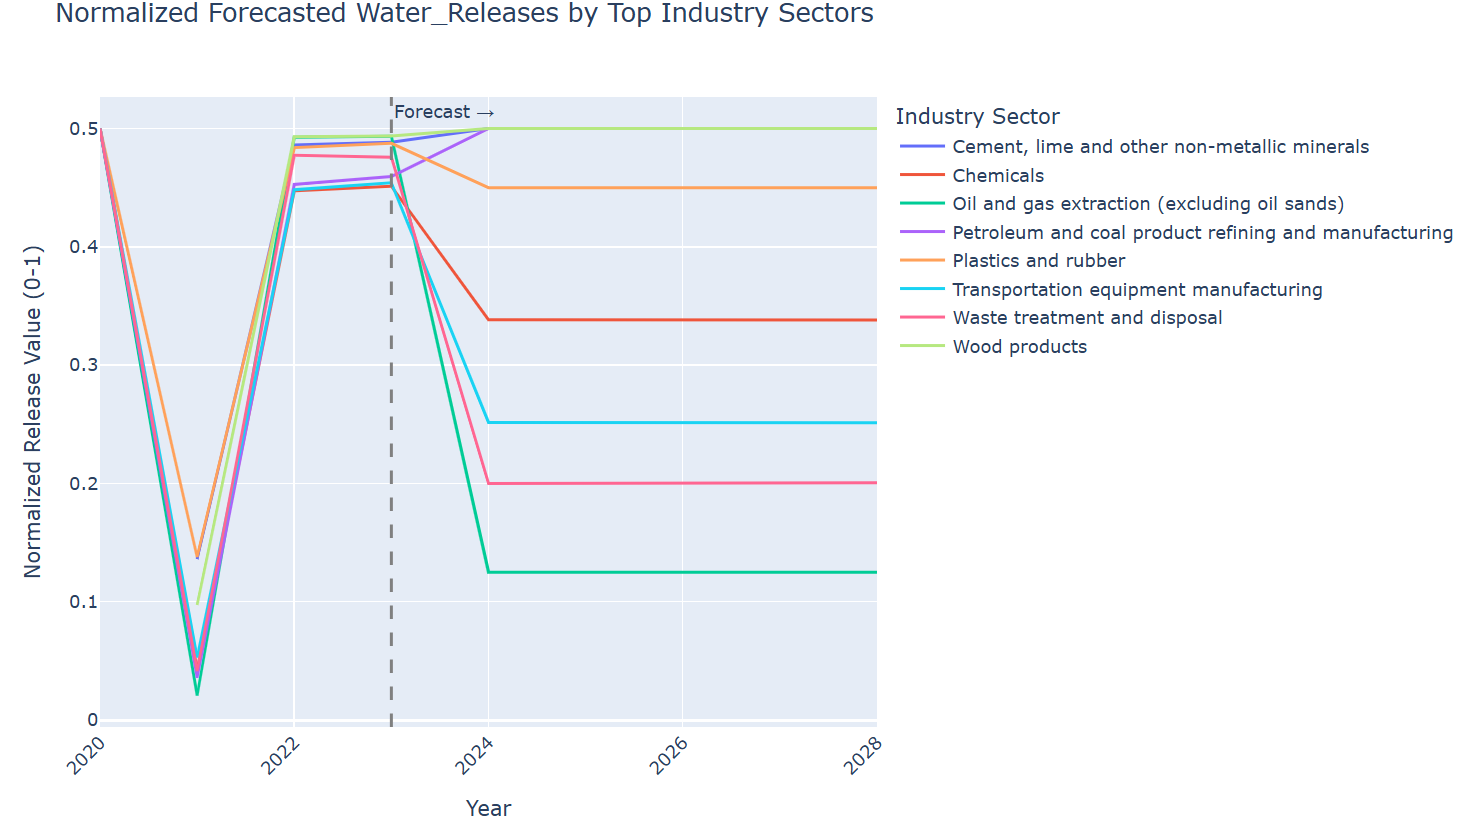 Normalized Forecasted Water_Releases by Top Industry Sectors
Forecast →
Industry Sector
Cement, lime and other non-metallic minerals
Chemicals
Oil and gas extraction (excluding oil sands)
Petroleum and coal product refining and manufacturing
Plastics and rubber
Transportation equipment manufacturing
Waste treatment and disposal
Wood products
Normalized Release Value (0-1)
0.5
0.4
0.3
0.2
0.1
0
2020
2022
2024
2026
2028
Year